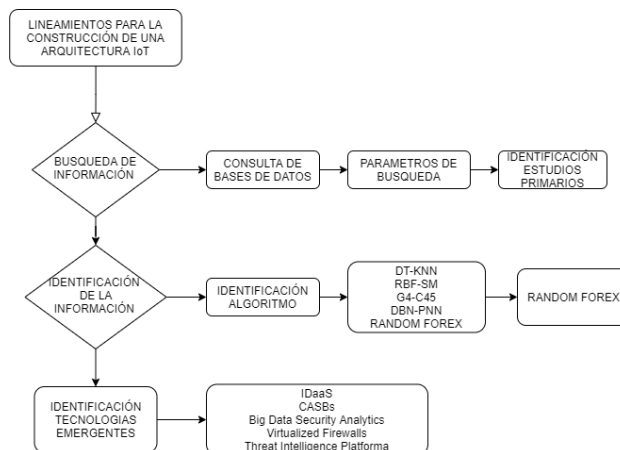 LINEAMIENTOS PARA LA
CONSTRUCCIÓN DE UNA
ARQUITECTURA IoT
BUSQUEDA DE
INFORMACIÓN
CONSULTA DE
BASES DE DATOS
PARAMETROS DE
BUSQUEDA
IDENTIFICACIÓN
ESTUDIOS
PRIMARIOS
IDENTIFICACIÓN
DE LA
INFORMACIÓN
IDENTIFICACIÓN
ALGORITMO
DT-KNN
RBF-SM
G4-C45
DBN-PNN
RANDOM FOREX
RANDOM FOREX
IDENTIFICACIÓN
TECNOLOGIAS
EMERGENTES
IDaaS
CASBs
Big Data Security Analytics
Virtualized Firewalls
Threat Intelligence Platforma